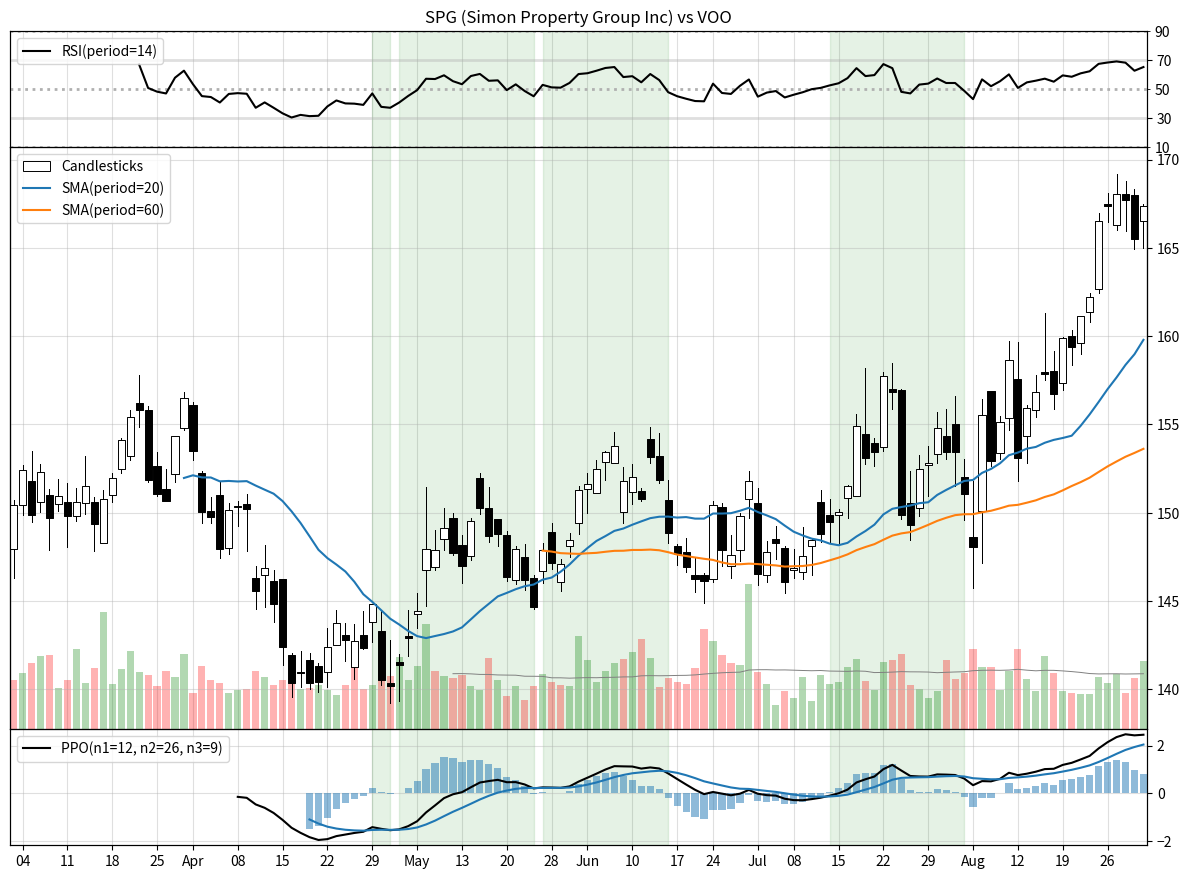 SPG (Simon Property Group Inc) vs VOO
RSI(period=14)
90
70
50
30
10
Candlesticks
SMA(period=20)
SMA(period=60)
170
165
160
155
150
145
140
PPO(n1=12, n2=26, n3=9)
2
0
−2
04 11 18 25 Apr 08 15 22 29 May 13 20 28 Jun 10 17 24 Jul 08 15 22 29 Aug 12 19 26